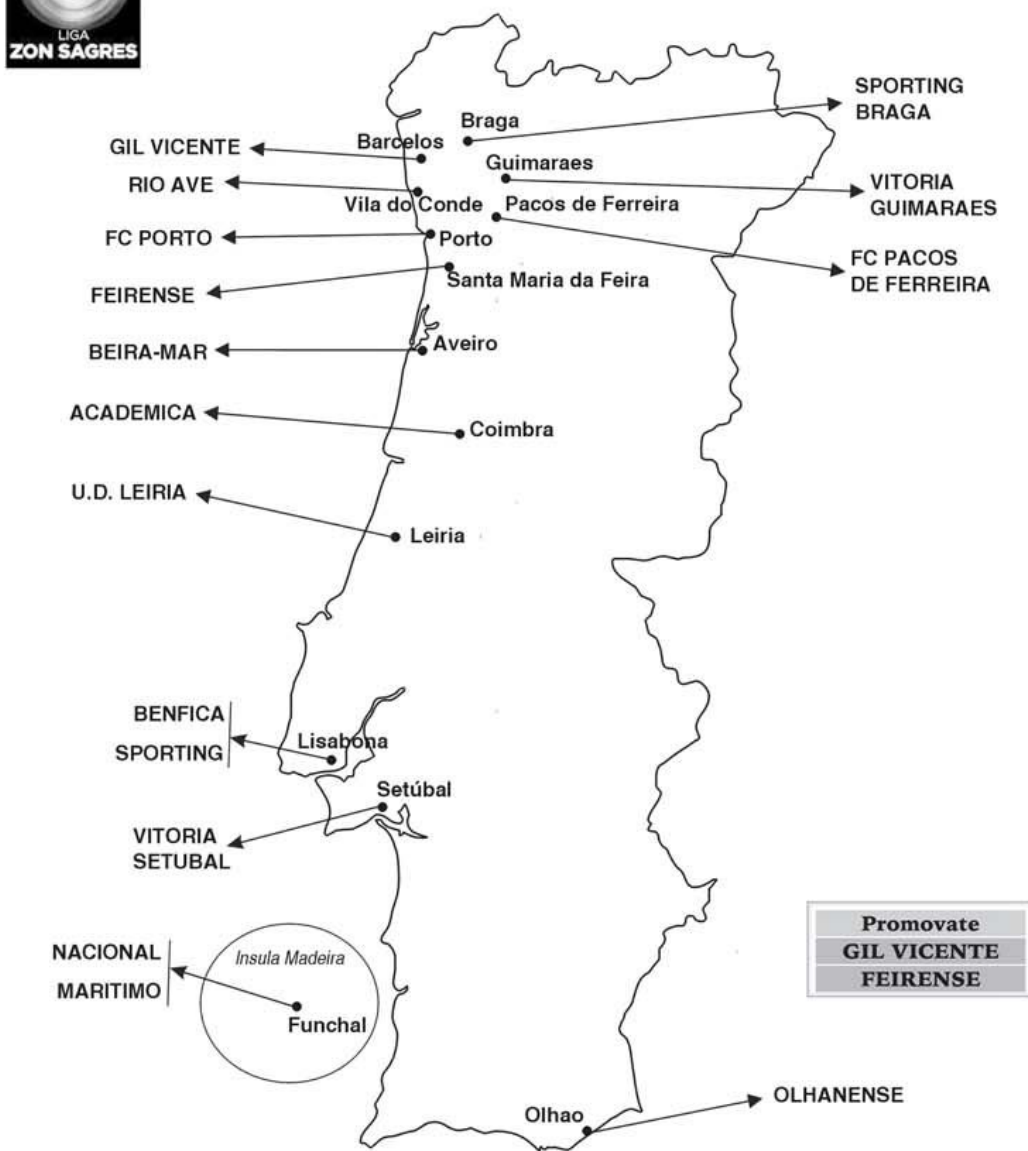 LIGA
ZON SAGRES
SPORTING
BRAGA
Braga
GIL VICENTE
Barcelos
Guimaraes
RIO AVE
VITORIA
GUIMARAES
Vila do Conde
Pacos de Ferreira
FC PORTO
Porto
FC PACOS
DE FERREIRA
Santa Maria da Feira
FEIRENSE
BEIRA-MAR
Aveiro
ACADEMICA
Coimbra
U.D. LEIRIA
Leiria
BENFICA
SPORTING
Lisabona
Setúbal
VITORIA
SETUBAL
NACIONAL
MARITIMO
Insula Madeira
Funchal
Promovate
GIL VICENTE
FEIRENSE
Olhao
OLHANENSE